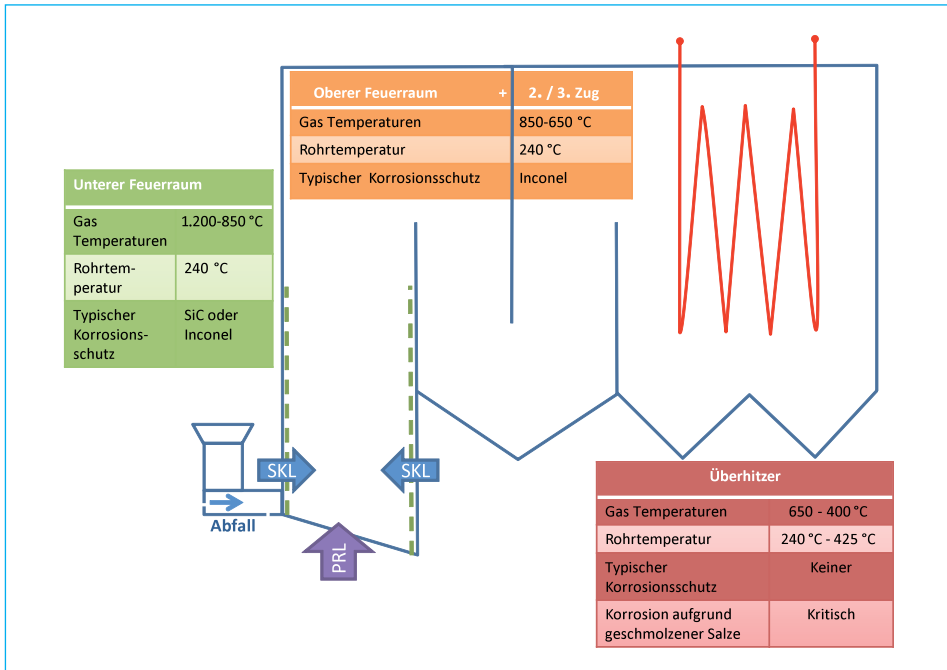 Oberer Feuerraum + 2. / 3. Zug
Gas Temperaturen 850-650 °C
Rohrtemperatur 240 °C
Typischer Korrosionsschutz Inconel
Unterer Feuerraum
Gas 1.200-850 °C
Temperaturen
Rohrtem- 240 °C
peratur
Typischer SiC oder
Korrosions- Inconel
schutz
SKL SKL
Abfall
PRL
Überhitzer
Gas Temperaturen 650 - 400 °C
Rohrtemperatur 240 °C - 425 °C
Typischer Keiner
Korrosionsschutz
Korrosion aufgrund Kritisch
geschmolzener Salze